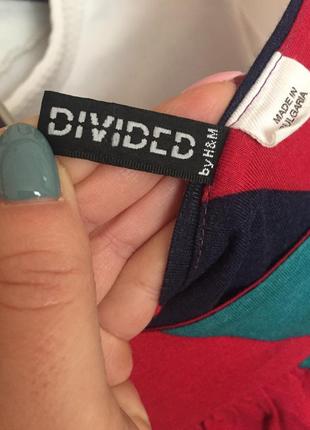 DIVIDED
by H&M
MADE IN
BULGARIA